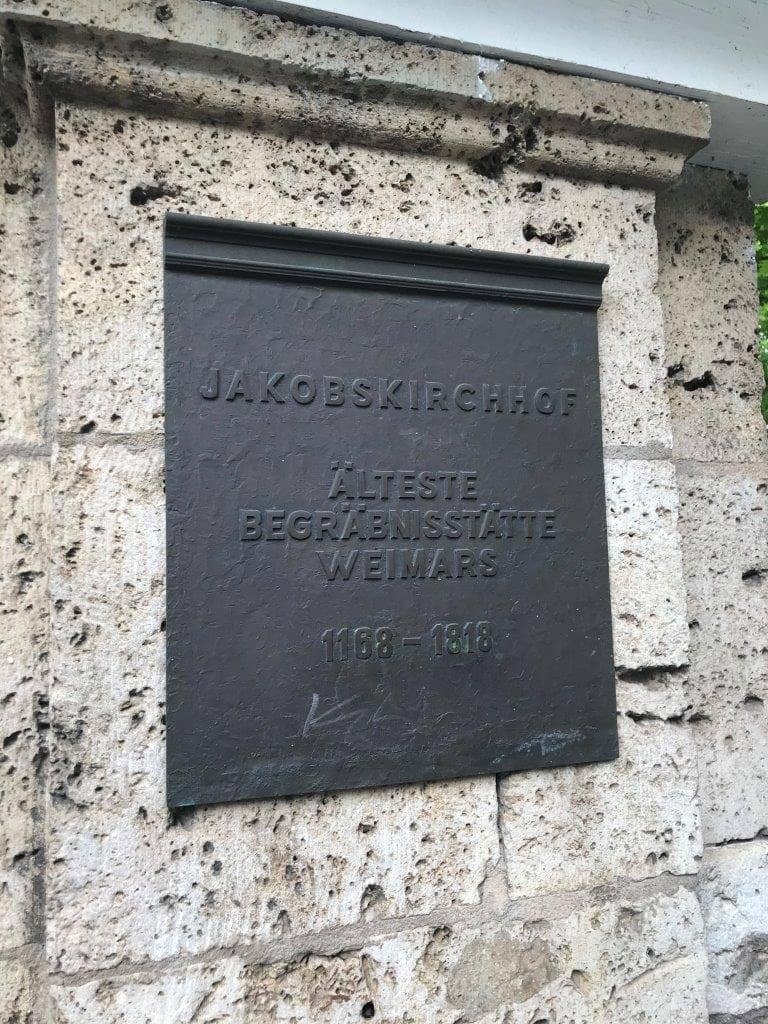 JAKOBSKIRCHHOF
ÄLTESTE
BEGRÄBNISSTÄTTE
WEIMARS
1168 – 1818